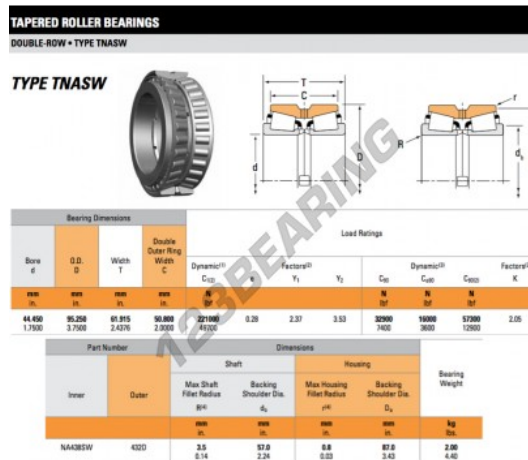 TAPERED ROLLER BEARINGS
DOUBLE-ROW • TYPE TNASW
TYPE TNASW
T
C
r
R
d
D
d
123BEARING
Bearing Dimensions
Load Ratings
Bore d
O.D. D
Width T
Double Outer Ring Width C
Dynamic(1) C1(2)
e
Factors(2)
Y1
Y2
C90
Dynamic(3)
Ca90
C90(2)
Factors(2) K
mm mm mm mm N N N N
in. in. in. in. lbf lbf lbf lbf
44.450 95.250 61.915 50.800 221000 0.28 2.37 3.53 32900 16000 57300 2.05
1.7500 3.7500 2.4376 2.0000 49700 7400 3600 12900
Part Number
Dimensions
Bearing Weight
Shaft
Housing
Inner
Outer
Max Shaft Fillet Radius R(4)
Backing Shoulder Dia. da
Max Housing Fillet Radius r(4)
Backing Shoulder Dia. Da
mm mm mm mm kg
in. in. in. in. lbs.
NA438SW 432D 3.5 57.0 0.8 87.0 2.00
0.14 2.24 0.03 3.43 4.40